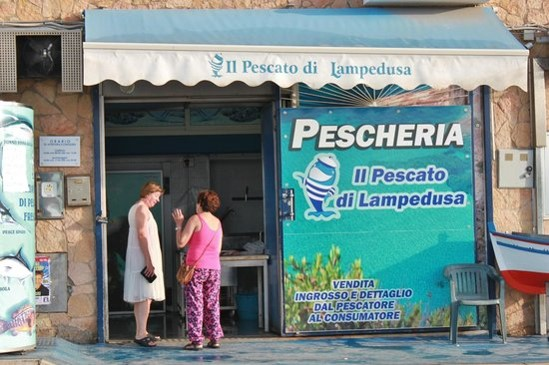 Il Pescato di Lampedusa
PESCHERIA
Il Pescato
di Lampedusa
VENDITA
INGROSSO E DETTAGLIO
DAL PESCATORE
AL CONSUMATORE
ORARIO